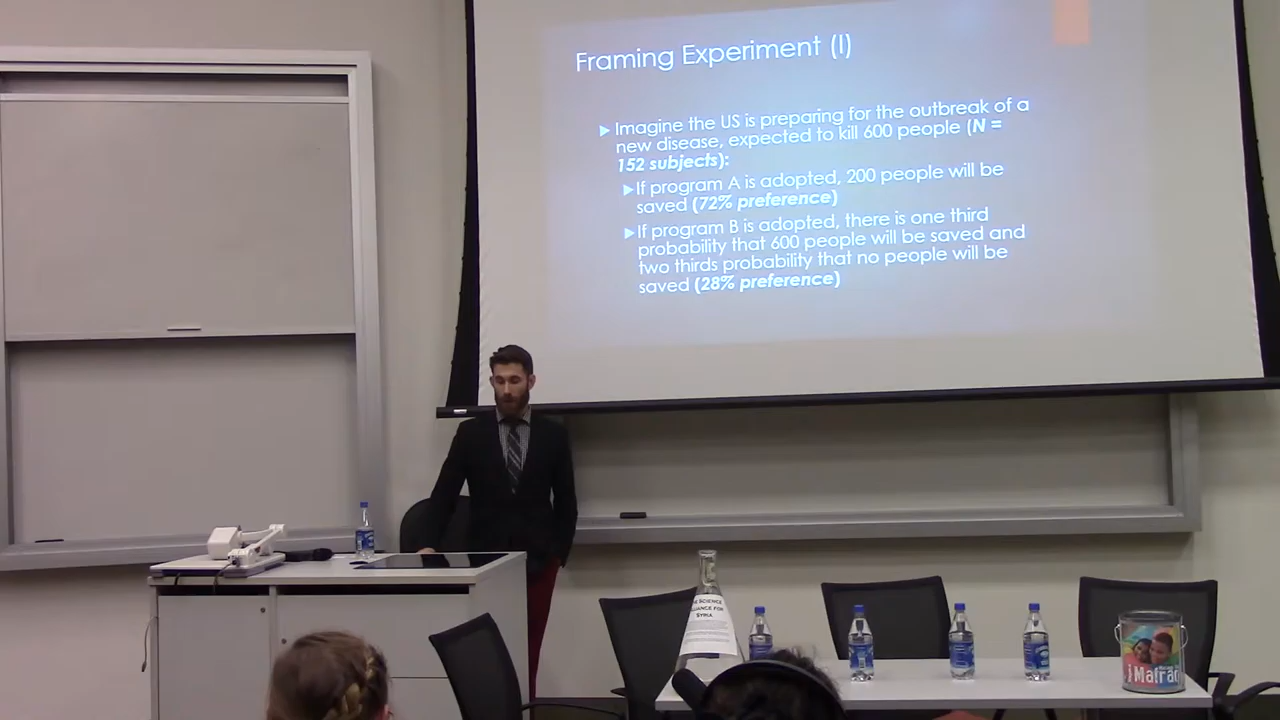 Framing Experiment (I)
Imagine the US is preparing for the outbreak of a
new disease, expected to kill 600 people (N =
152 subjects):
If program A is adopted, 200 people will be
saved (72% preference)
If program B is adopted, there is one third
probability that 600 people will be saved and
two thirds probability that no people will be
saved (28% preference)
SCIENCE
FOR
SYRIA